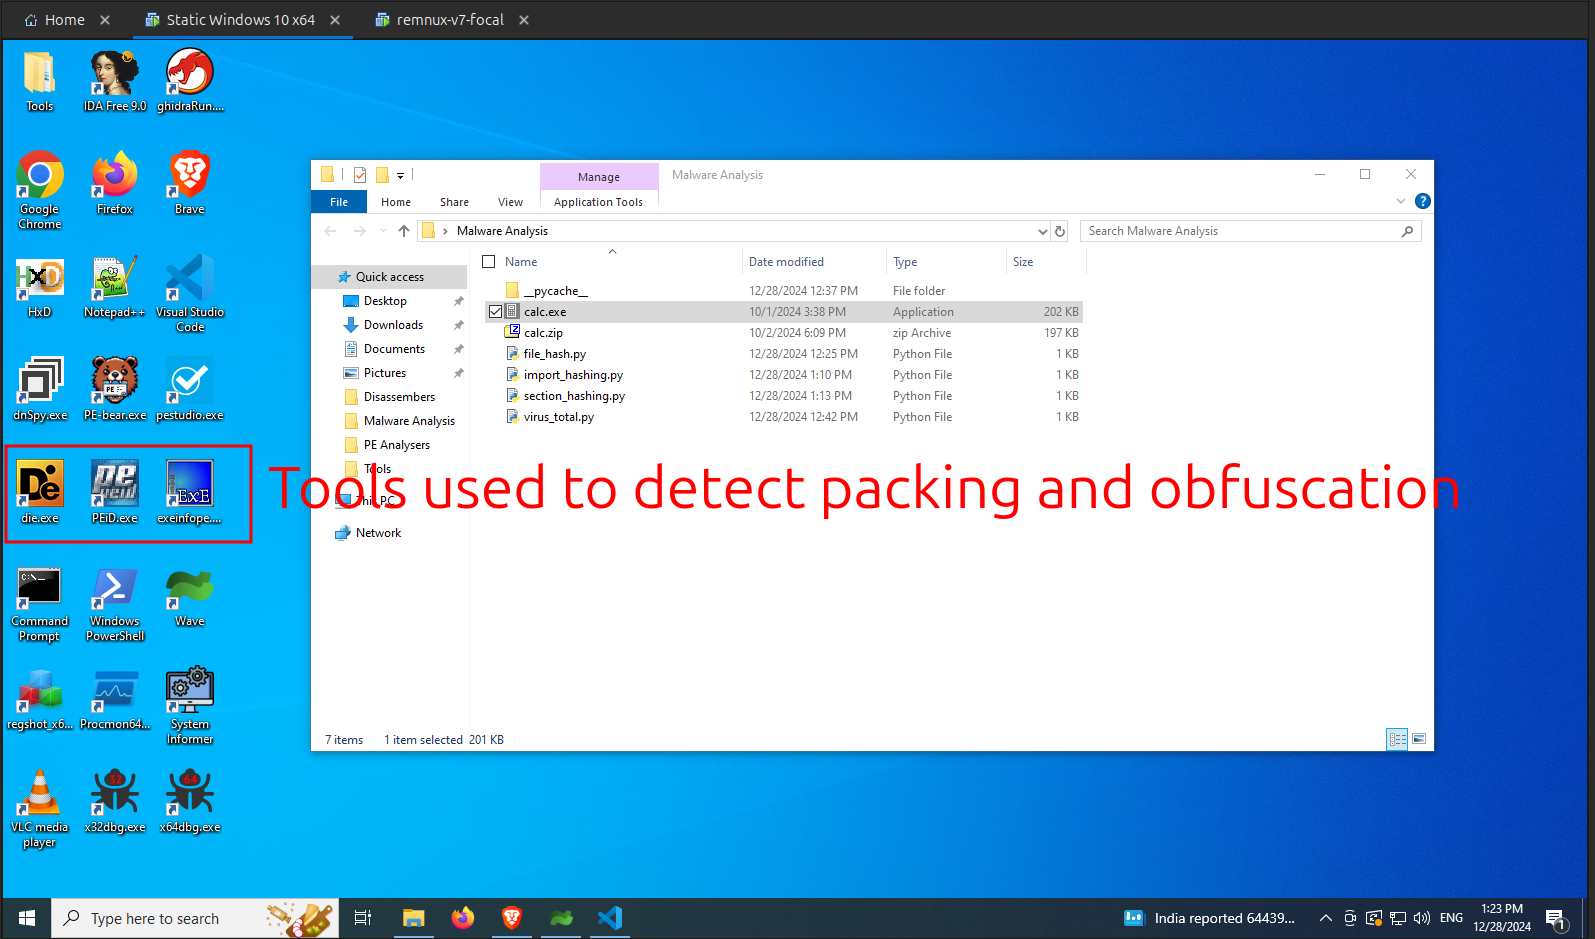 Home
Static Windows 10 x64
remnux-v7-focal
Tools
IDA Free 9.0
ghidraRun....
Google Chrome
Firefox
Brave
HxD
Notepad++
Visual Studio Code
dnSpy.exe
PE-bear.exe
pestudio.exe
die.exe
PEiD.exe
exeinfope....
Tools used to detect packing and obfuscation
Command Prompt
Windows PowerShell
Wave
regshot_x6...
Procmon64...
System Informer
VLC media player
x32dbg.exe
x64dbg.exe
Manage
Malware Analysis
File
Home
Share
View
Application Tools
Malware Analysis
Search Malware Analysis
Quick access
Desktop
Downloads
Documents
Pictures
Disassembers
Malware Analysis
PE Analysers
Tools
This PC
Network
Name Date modified Type Size
__pycache__ 12/28/2024 12:37 PM File folder
calc.exe 10/1/2024 3:38 PM Application 202 KB
calc.zip 10/2/2024 6:09 PM zip Archive 197 KB
file_hash.py 12/28/2024 12:25 PM Python File 1 KB
import_hashing.py 12/28/2024 1:10 PM Python File 1 KB
section_hashing.py 12/28/2024 1:13 PM Python File 1 KB
virus_total.py 12/28/2024 12:42 PM Python File 1 KB
7 items 1 item selected 201 KB
Type here to search
India reported 64439...
ENG
1:23 PM
12/28/2024
1